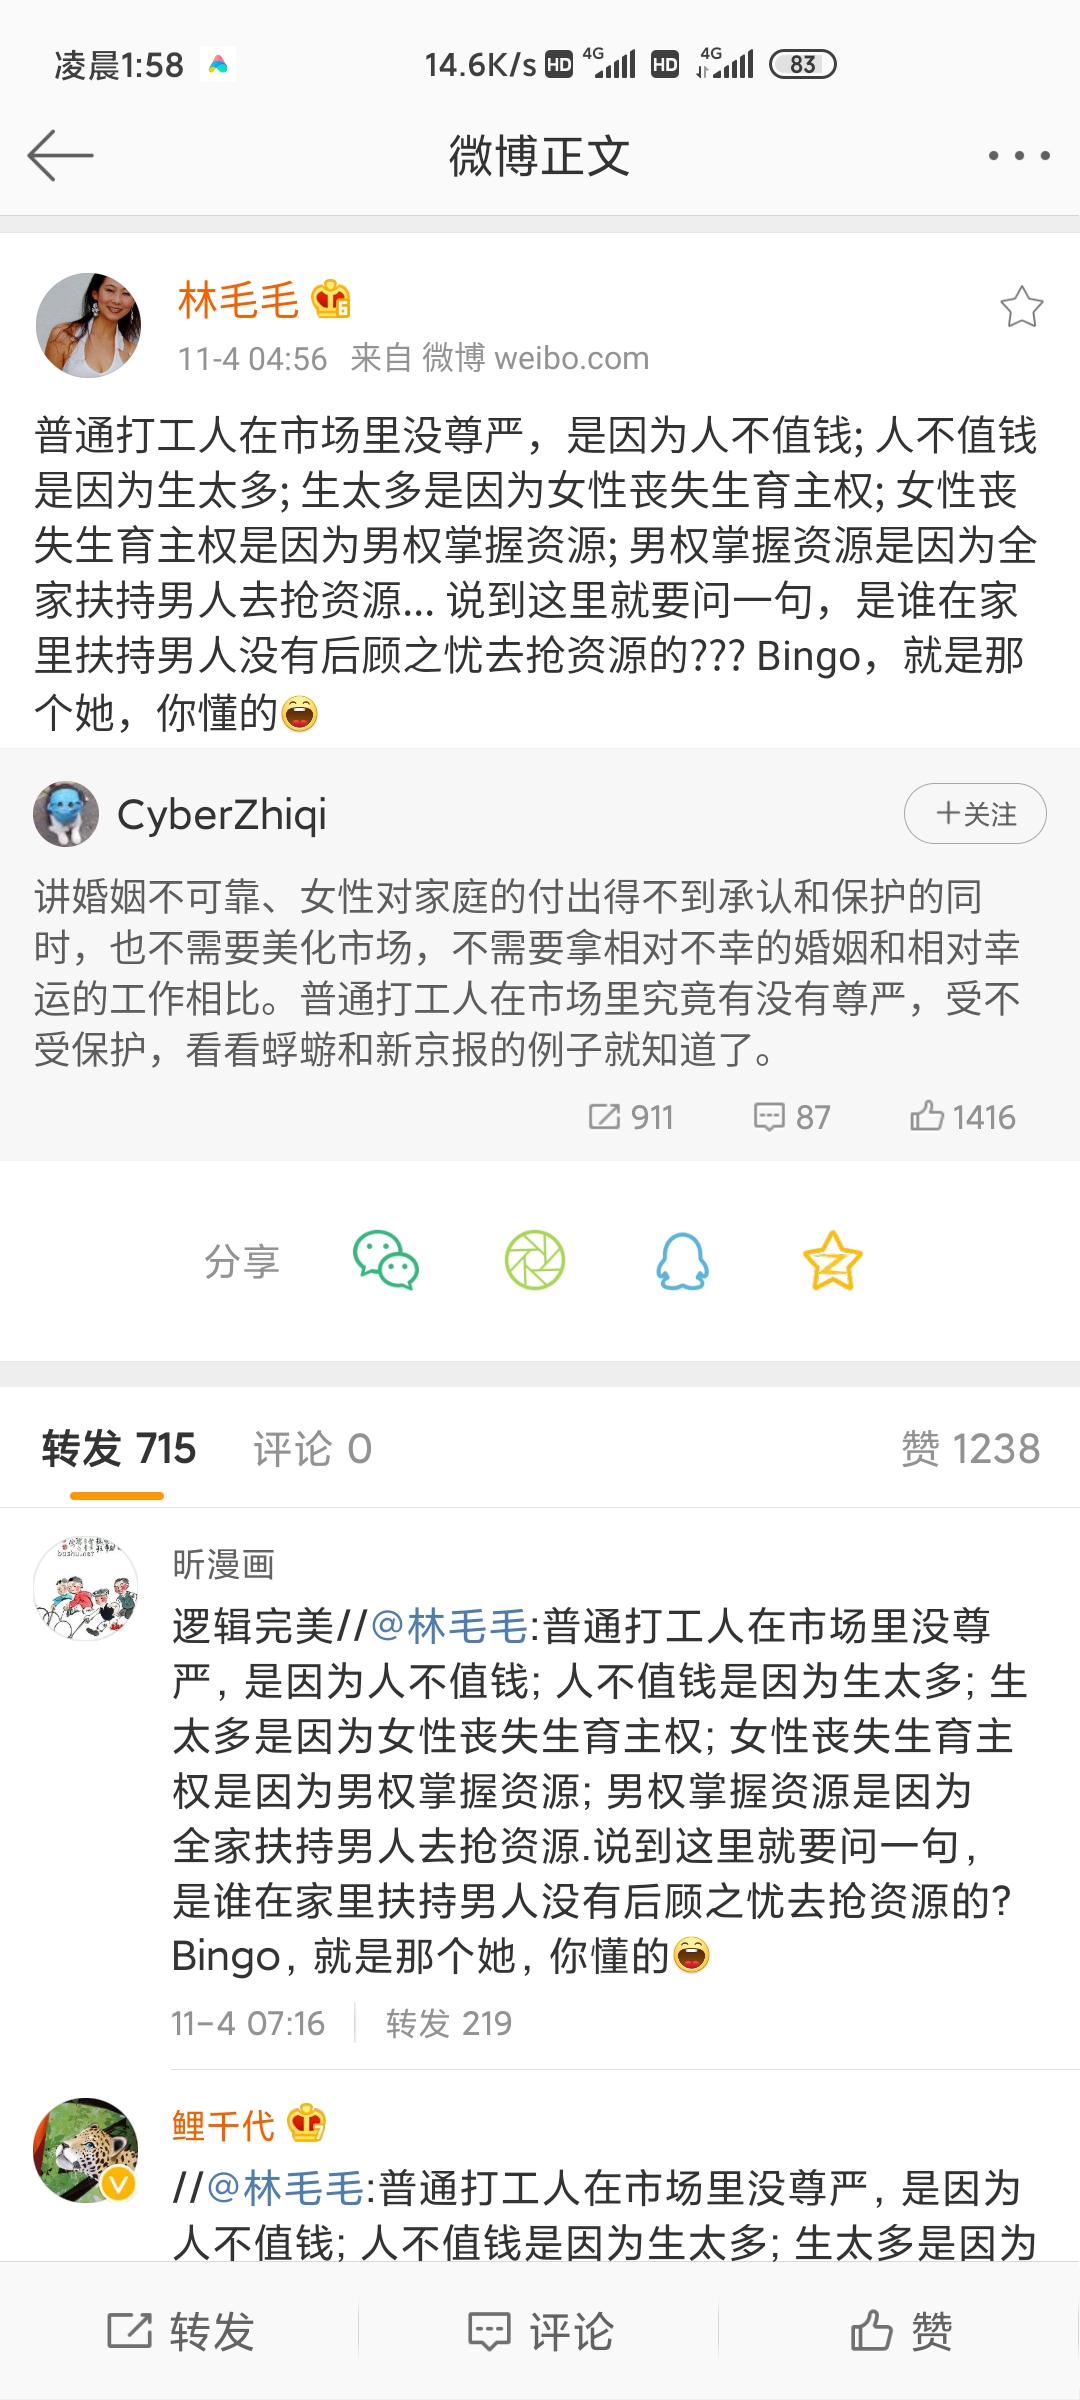 凌晨1:58 14.6K/s HD 4G HD 4G 83
微博正文
林毛毛
11-4 04:56 来自 微博 weibo.com
普通打工人在市场里没尊严，是因为人不值钱; 人不值钱
是因为生太多; 生太多是因为女性丧失生育主权; 女性丧
失生育主权是因为男权掌握资源; 男权掌握资源是因为全
家扶持男人去抢资源... 说到这里就要问一句，是谁在家
里扶持男人没有后顾之忧去抢资源的??? Bingo，就是那
个她，你懂的😄
CyberZhiqi
+关注
讲婚姻不可靠、女性对家庭的付出得不到承认和保护的同
时，也不需要美化市场，不需要拿相对不幸的婚姻和相对幸
运的工作相比。普通打工人在市场里究竟有没有尊严，受不
受保护，看看蜉蝣和新京报的例子就知道了。
911 87 1416
分享
转发 715 评论 0 赞 1238
昕漫画
逻辑完美//@林毛毛:普通打工人在市场里没尊
严，是因为人不值钱; 人不值钱是因为生太多; 生
太多是因为女性丧失生育主权; 女性丧失生育主
权是因为男权掌握资源; 男权掌握资源是因为
全家扶持男人去抢资源.说到这里就要问一句，
是谁在家里扶持男人没有后顾之忧去抢资源的?
Bingo，就是那个她，你懂的😄
11-4 07:16 转发 219
鲤千代
//@林毛毛:普通打工人在市场里没尊严，是因为
人不值钱; 人不值钱是因为生太多; 生太多是因为
转发 评论 赞